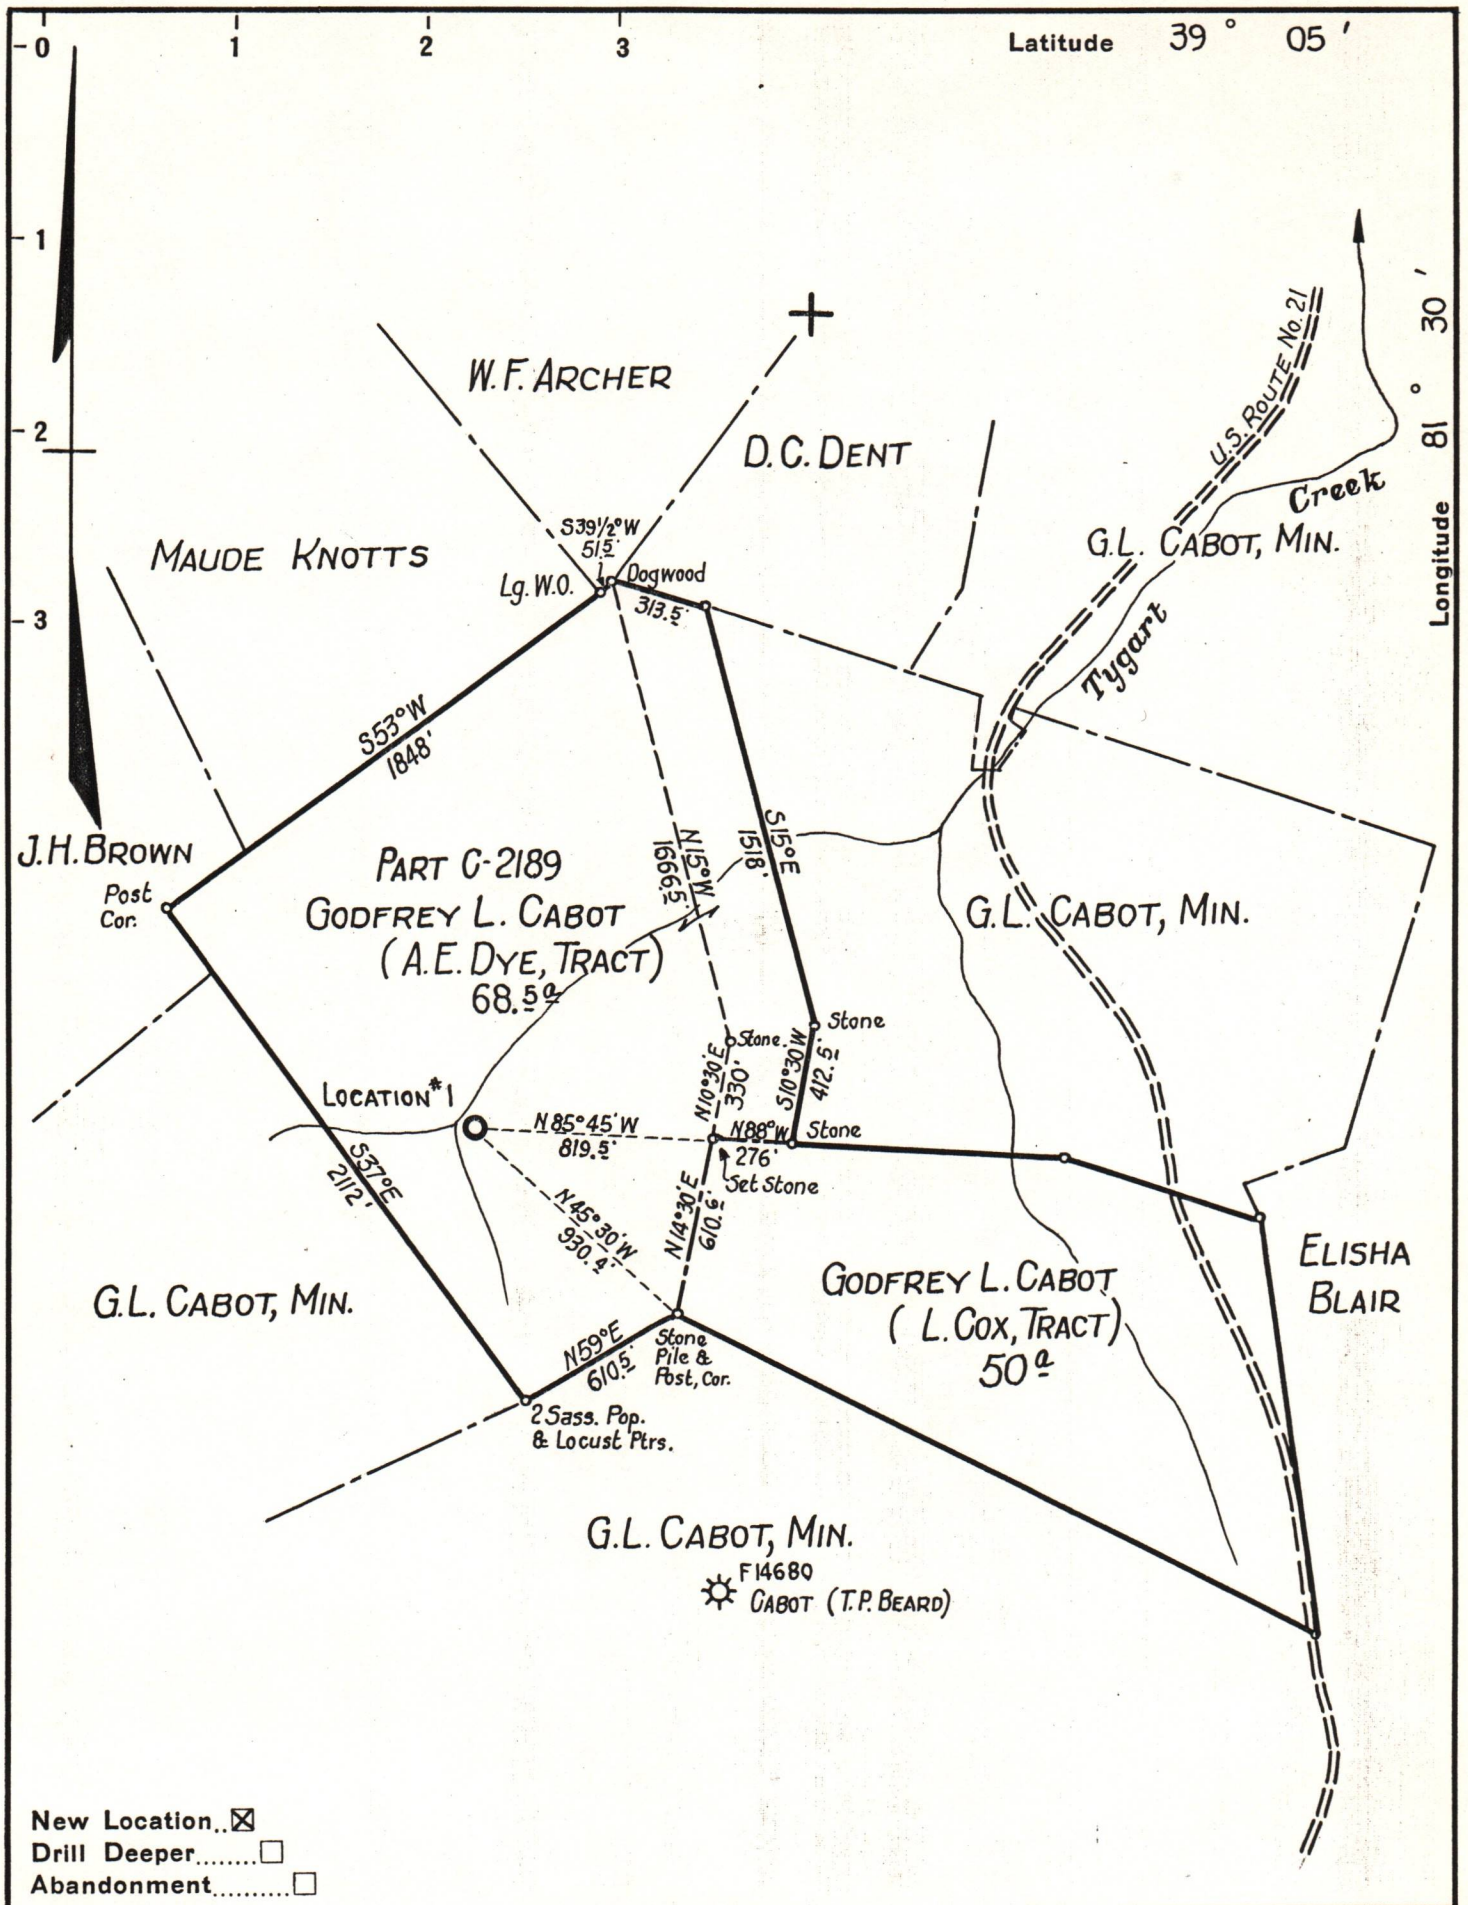 0 1 2 3 Latitude 39° 05'
1
2
3
Longitude 81° 30'
U.S. ROUTE No. 21
W.F. ARCHER
D.C. DENT
Creek
G.L. CABOT, MIN.
MAUDE KNOTTS
S39½°W
51.5'
Lg. W.O.
Dogwood
313.5'
Tygart
S53°W
1848'
S15°E
1518'
N15°W
1666.5'
J.H. BROWN
Post
Cor.
PART C-2189
GODFREY L. CABOT
(A.E. DYE, TRACT)
68.5a
G.L. CABOT, MIN.
Stone
Stone.
S10°30'W
412.5'
N10°30'E
330'
LOCATION #1
N85°45'W
819.5'
N88°W
276'
Stone
Set Stone
S37°E
2112'
N45°30'W
930.4'
N14°30'E
610.6'
G.L. CABOT, MIN.
GODFREY L. CABOT
(L. COX, TRACT)
50a
ELISHA
BLAIR
N59°E
610.5'
Stone
Pile &
Post, Cor.
2 Sass. Pop.
& Locust Ptrs.
G.L. CABOT, MIN.
F14680
CABOT (T.P. BEARD)
New Location.. ☒
Drill Deeper........ ☐
Abandonment.......... ☐